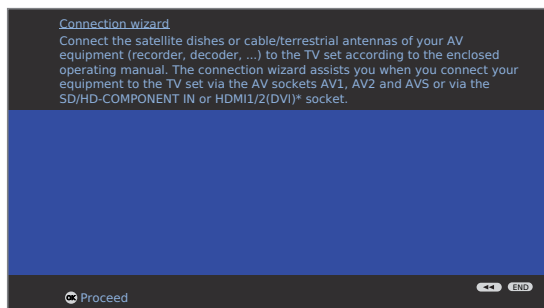 Connection wizard
Connect the satellite dishes or cable/terrestrial antennas of your AV
equipment (recorder, decoder, ...) to the TV set according to the enclosed
operating manual. The connection wizard assists you when you connect your
equipment to the TV set via the AV sockets AV1, AV2 and AVS or via the
SD/HD-COMPONENT IN or HDMI1/2(DVI)* socket.
END
OK Proceed